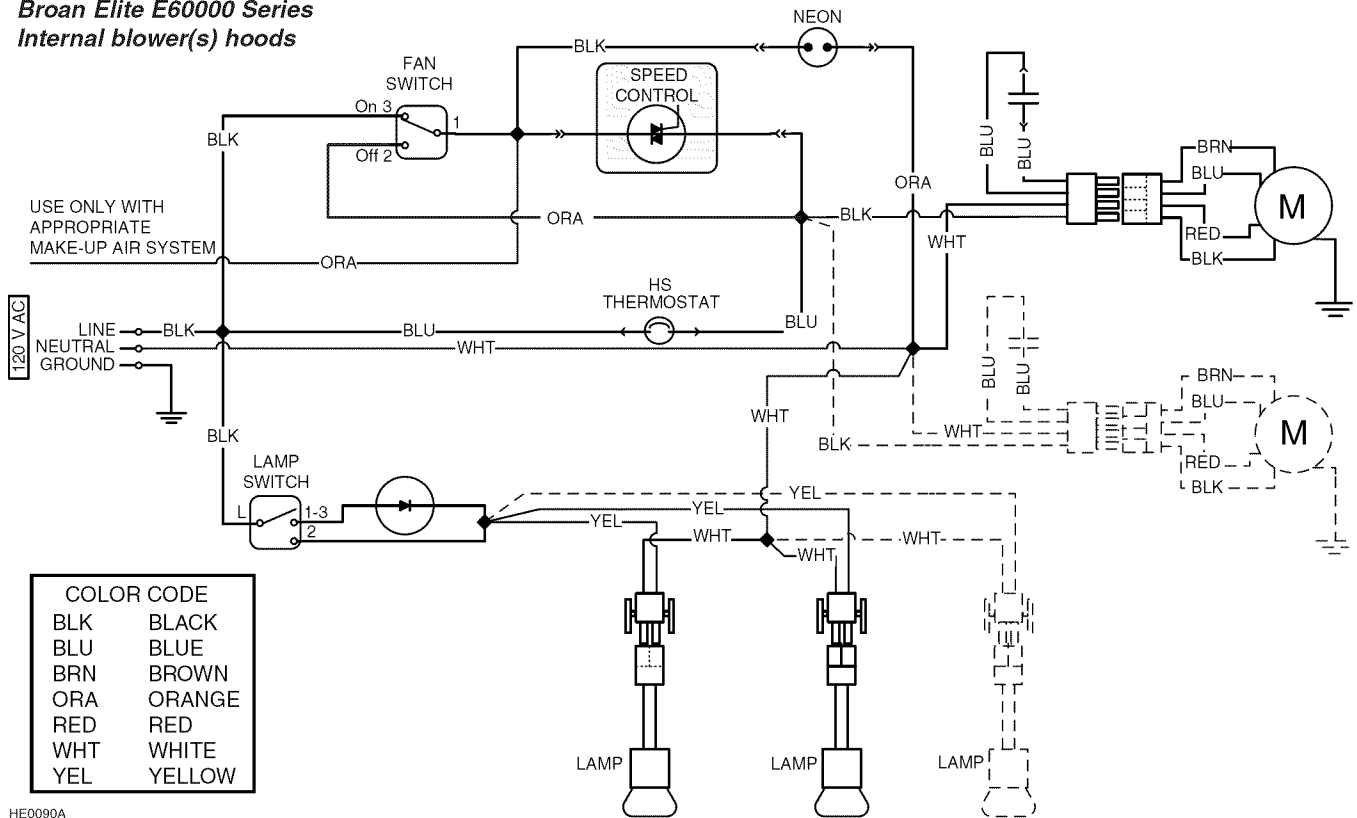 Broan Elite E60000 Series
Internal blower(s) hoods
NEON
BLK
FAN
SWITCH
SPEED
CONTROL
On 3
1
BLK
Off 2
BLU
BLU
BRN
BLU
M
RED
BLK
ORA
USE ONLY WITH
APPROPRIATE
MAKE-UP AIR SYSTEM
ORA
BLK
WHT
ORA
HS
THERMOSTAT
120 V AC
LINE
BLK
BLU
BLU
NEUTRAL
WHT
GROUND
BLU
BLU
BRN
BLU
M
RED
BLK
WHT
BLK
WHT
BLK
LAMP
SWITCH
L
1-3
2
YEL
YEL
YEL
WHT
WHT
WHT
COLOR CODE
BLK BLACK
BLU BLUE
BRN BROWN
ORA ORANGE
RED RED
WHT WHITE
YEL YELLOW
LAMP
LAMP
LAMP
HE0090A